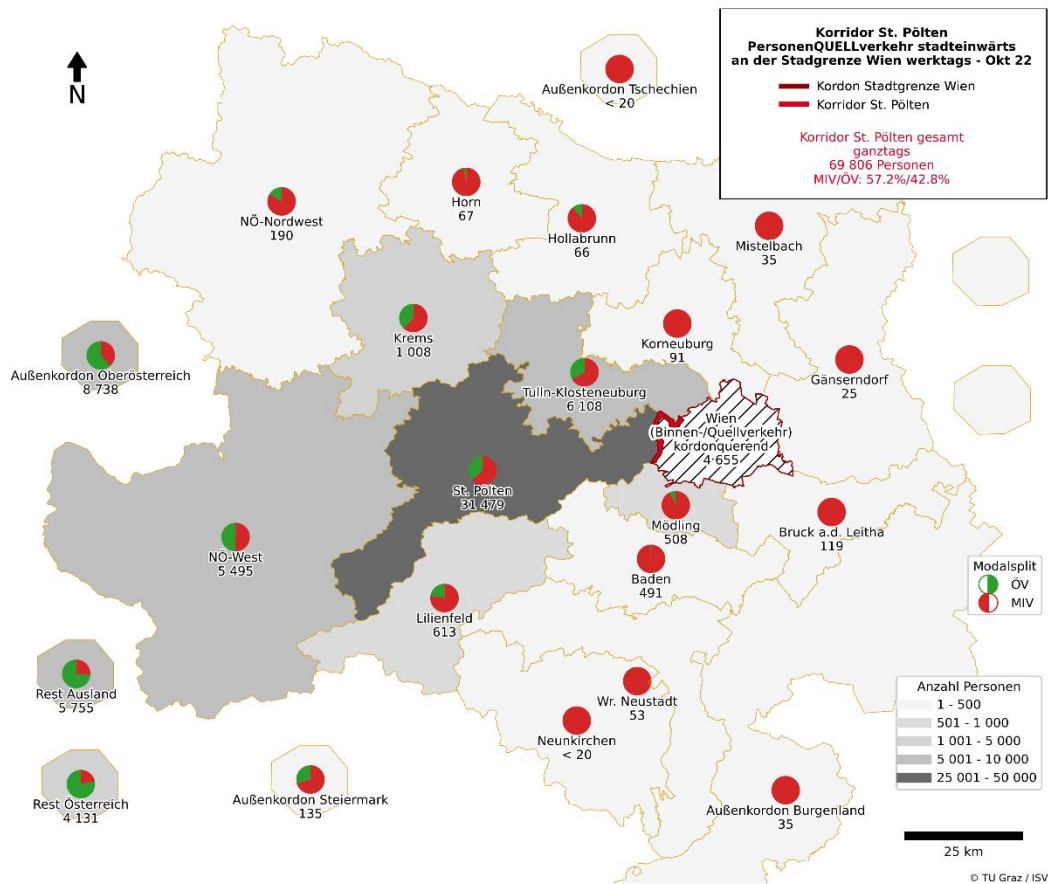 Korridor St. Pölten
PersonenQUELLverkehr stadteinwärts
an der Stadgrenze Wien werktags - Okt 22
Kordon Stadtgrenze Wien
Korridor St. Pölten
Korridor St. Pölten gesamt
ganztags
69 806 Personen
MIV/ÖV: 57.2%/42.8%
N
Außenkordon Tschechien
< 20
Horn
67
NÖ-Nordwest
190
Hollabrunn
66
Mistelbach
35
Krems
1 008
Korneuburg
91
Außenkordon Oberösterreich
8 738
Gänserndorf
25
Tulln-Klosteneuburg
6 108
Wien
(Binnen-/Quellverkehr)
kordonquerend
4 655
St. Pölten
31 479
Mödling
508
Bruck a.d. Leitha
119
NÖ-West
5 495
Baden
491
Modalsplit
ÖV
MIV
Lilienfeld
613
Rest Ausland
5 755
Wr. Neustadt
53
Neunkirchen
< 20
Anzahl Personen
1 - 500
501 - 1 000
1 001 - 5 000
5 001 - 10 000
25 001 - 50 000
Rest Österreich
4 131
Außenkordon Steiermark
135
Außenkordon Burgenland
35
25 km
© TU Graz / ISV